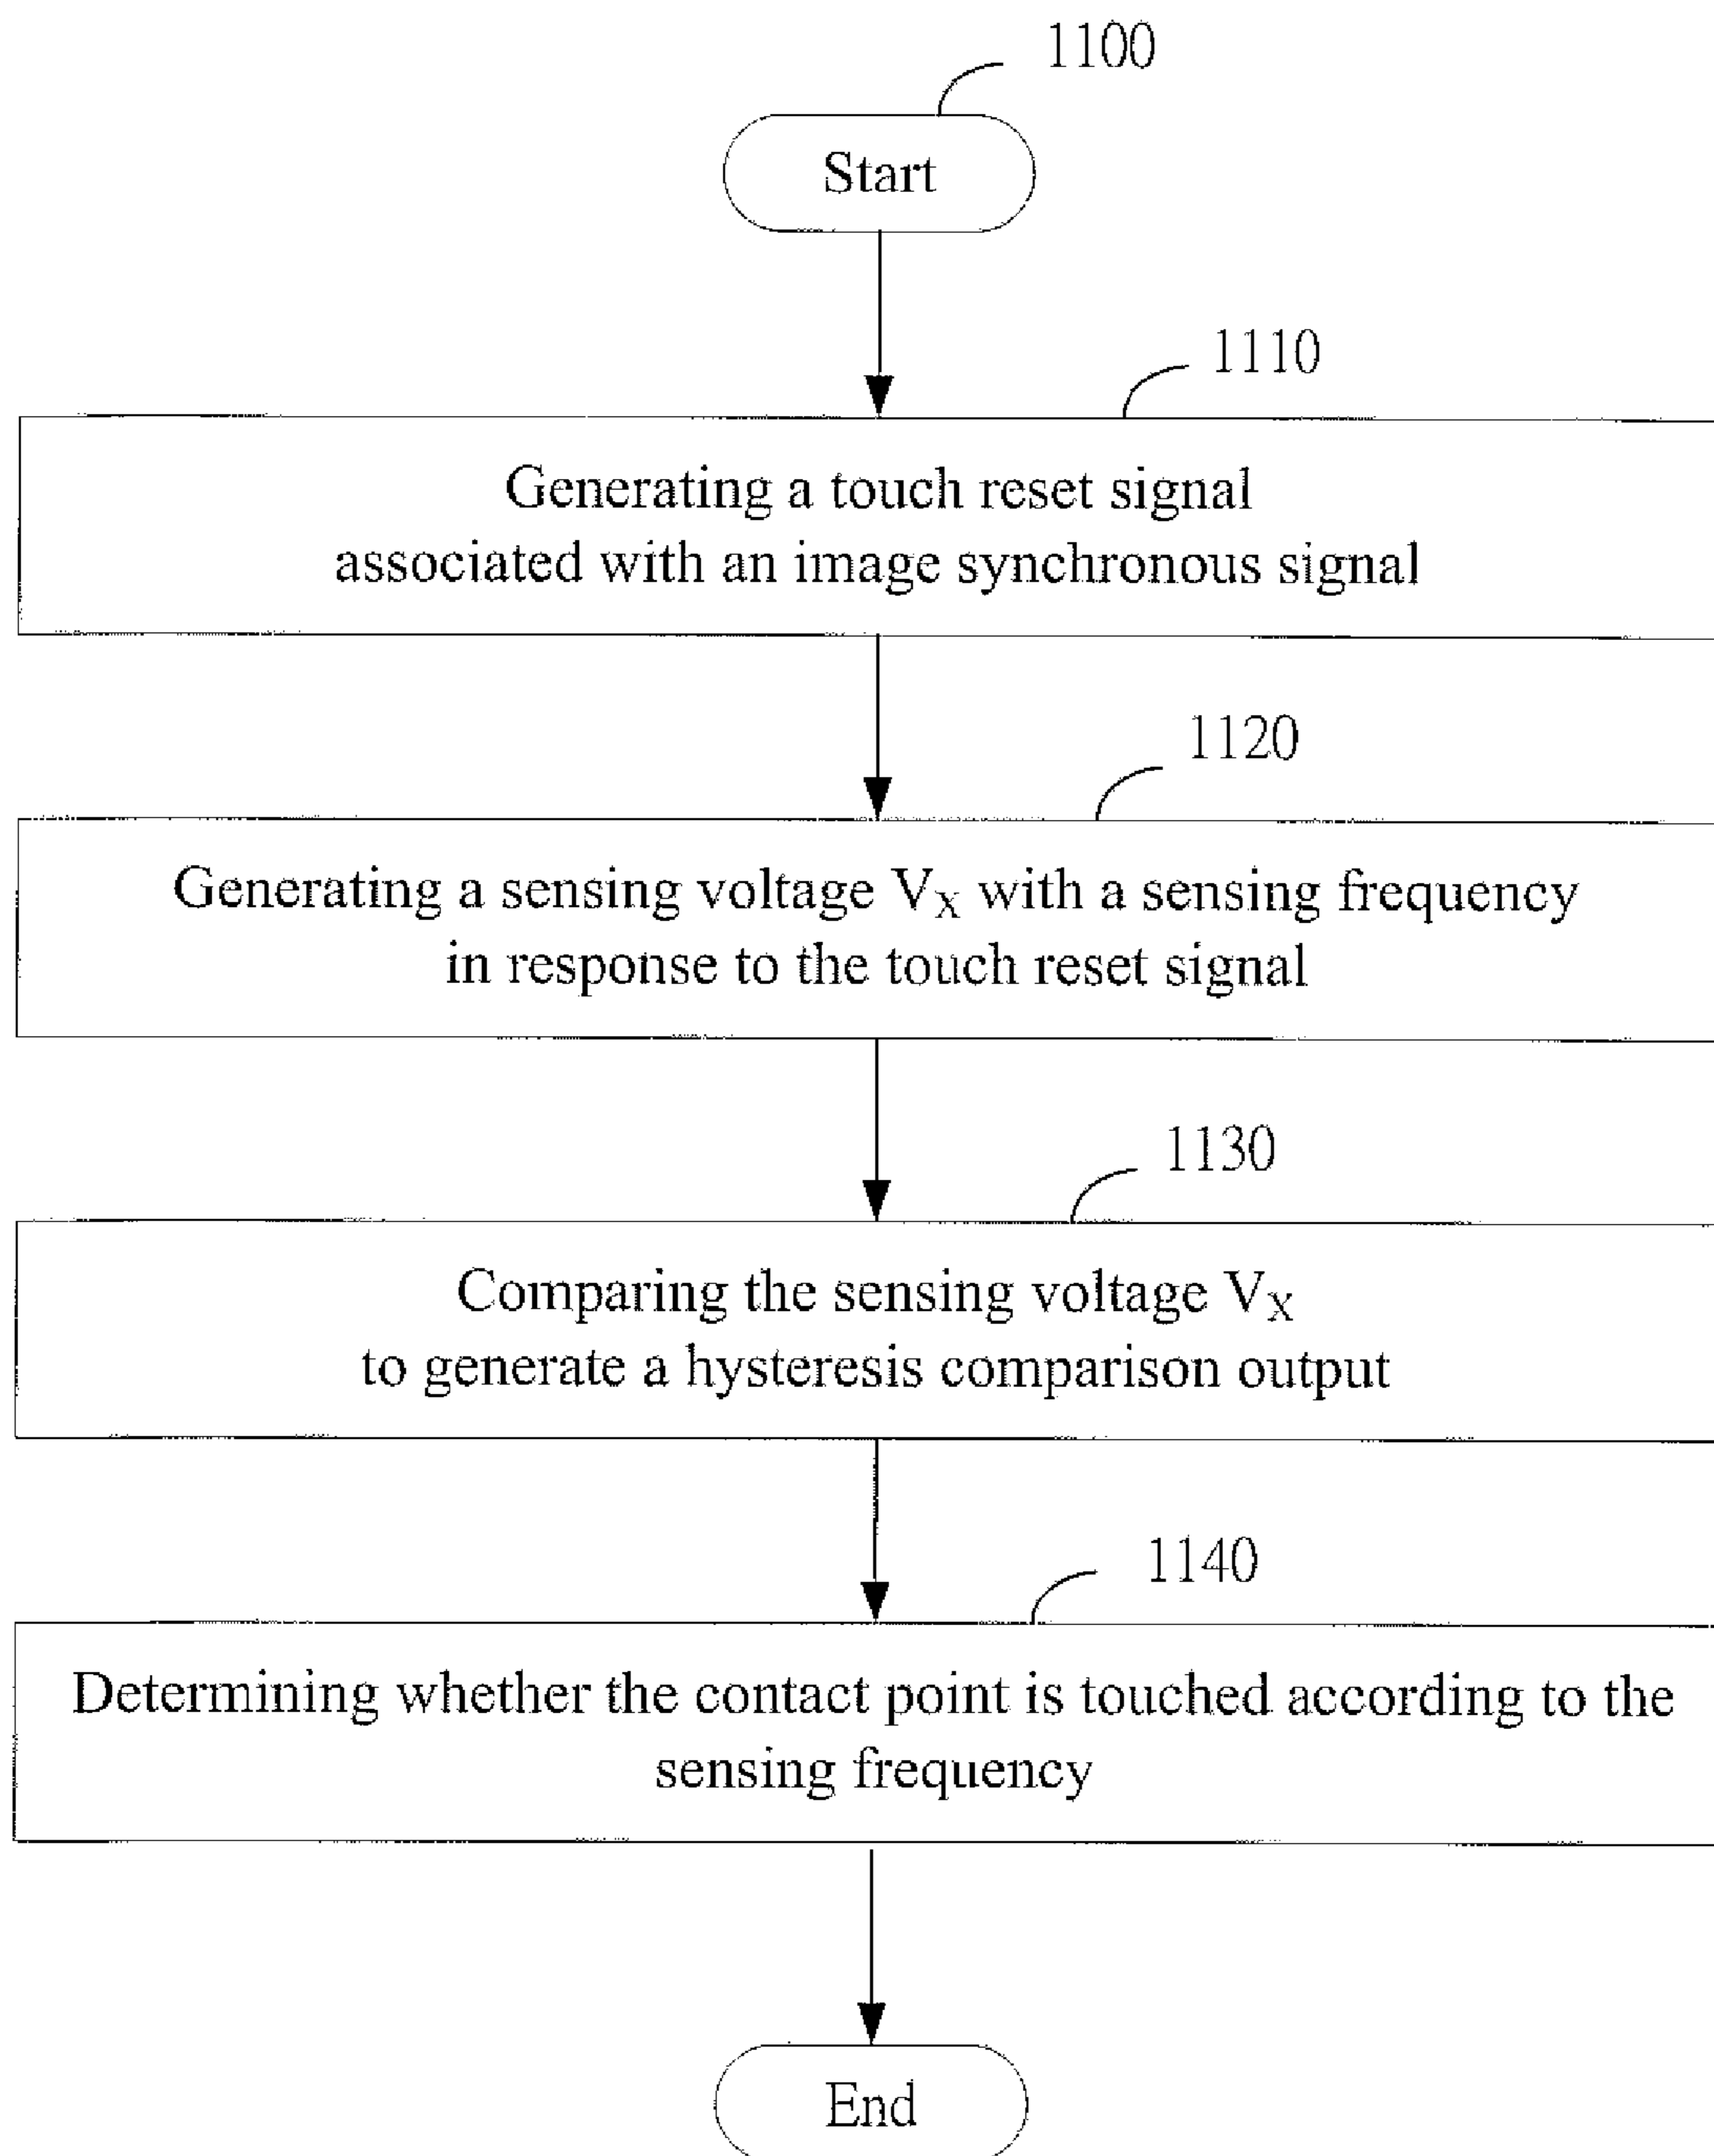 1100
Start
1110
Generating a touch reset signal
associated with an image synchronous signal
1120
Generating a sensing voltage VX with a sensing frequency
in response to the touch reset signal
1130
Comparing the sensing voltage VX
to generate a hysteresis comparison output
1140
Determining whether the contact point is touched according to the
sensing frequency
End